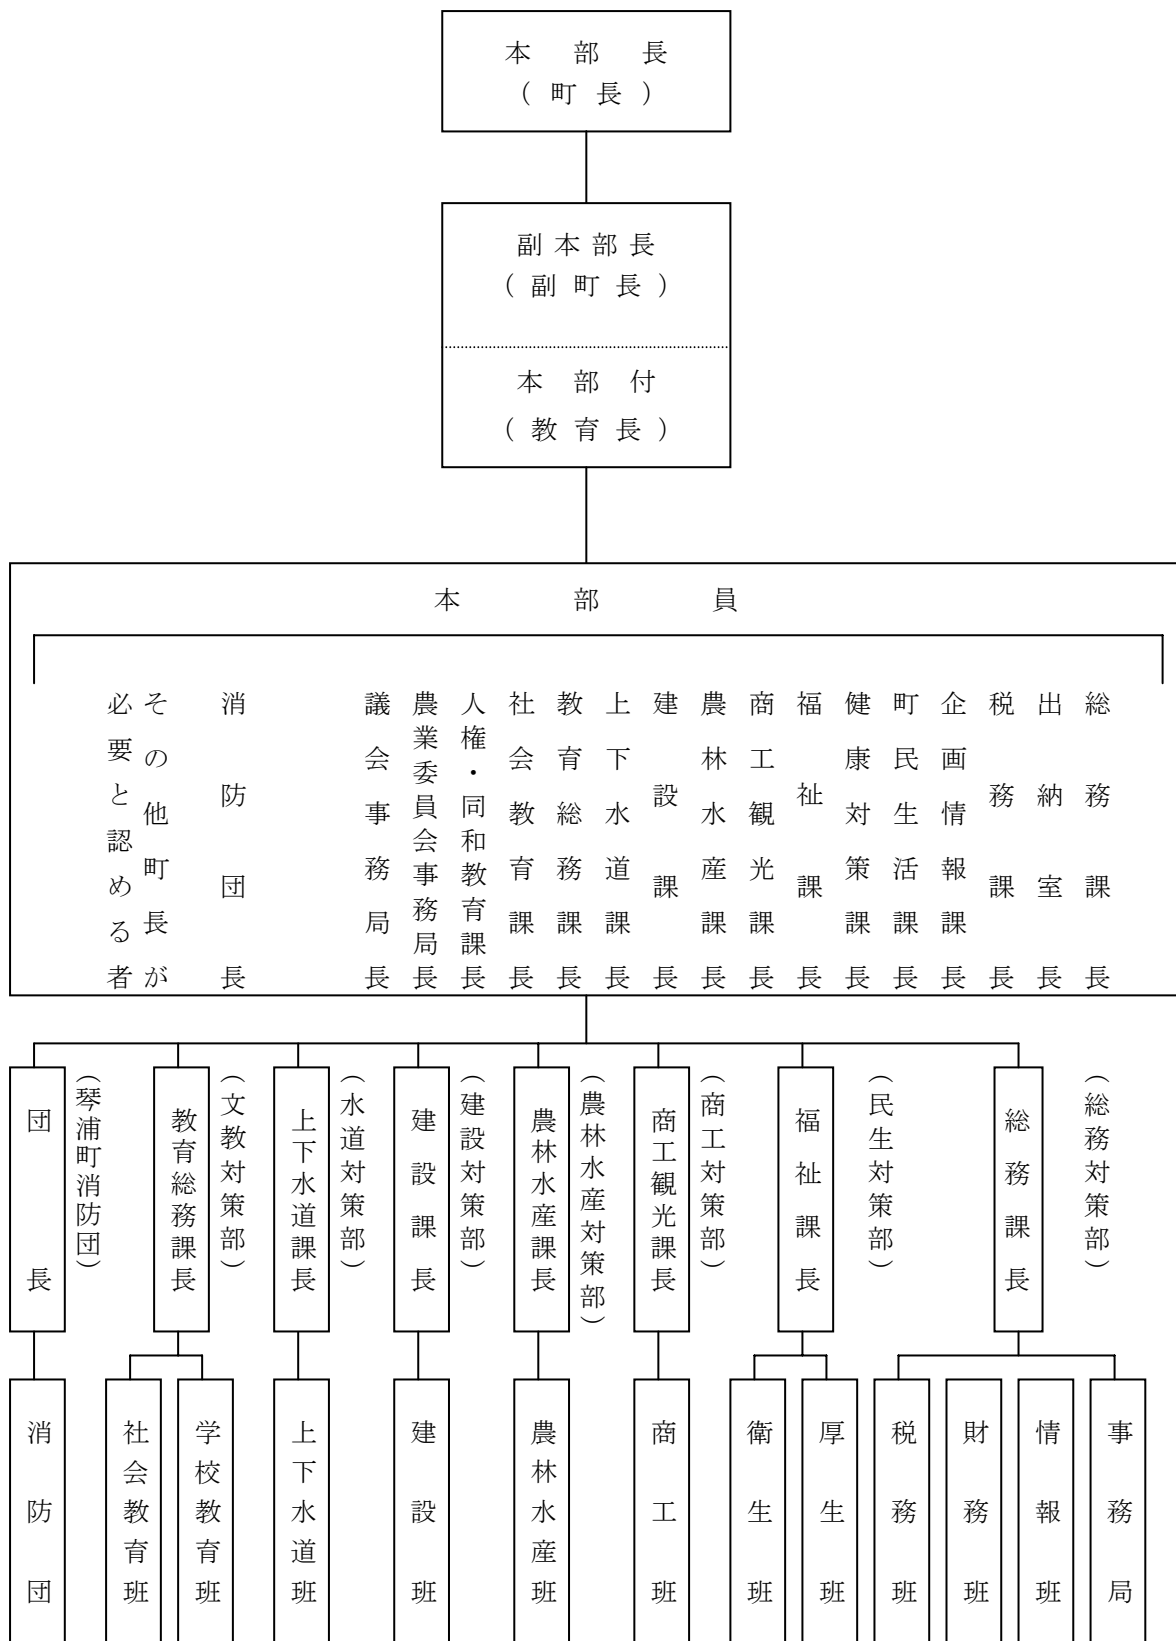 本部長
(町長)
副本部長
(副町長)
本部付
(教育長)
本部員
総務課長
出納室長
税務課長
企画情報課長
町民生活課長
健康対策課長
福祉課長
商工観光課長
農林水産課長
建設課長
上下水道課長
教育総務課長
社会教育課長
人権・同和教育課長
農業委員会事務局長
議会事務局長
消防団長
その他町長が
必要と認める者
(総務対策部)
総務課長
(民生対策部)
福祉課長
(商工対策部)
商工観光課長
(農林水産対策部)
農林水産課長
(建設対策部)
建設課長
(水道対策部)
上下水道課長
(文教対策部)
教育総務課長
(琴浦町消防団)
団長
事務局
情報班
財務班
税務班
厚生班
衛生班
商工班
農林水産班
建設班
上下水道班
学校教育班
社会教育班
消防団